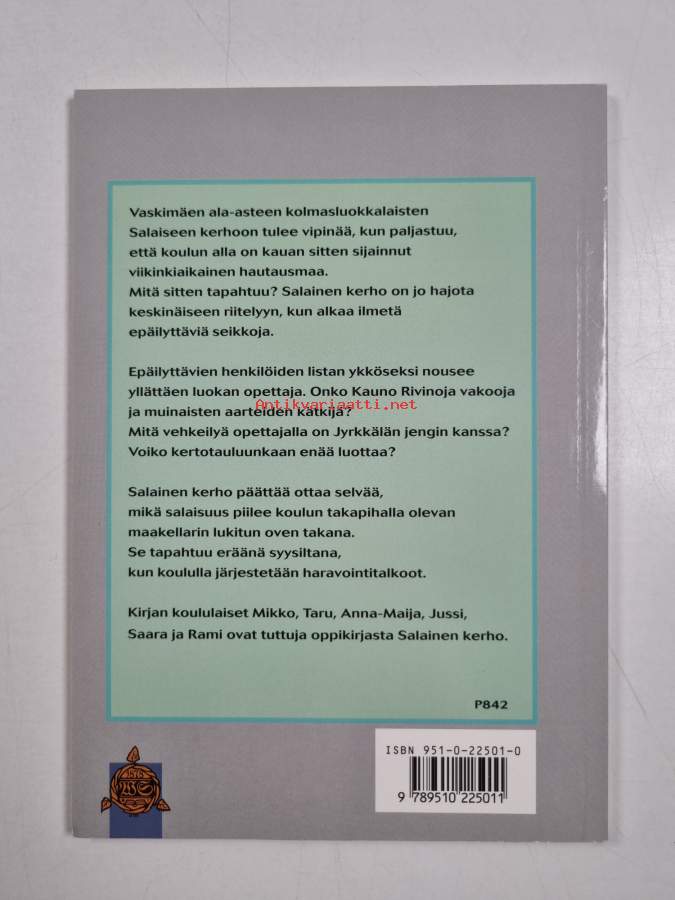 Vaskimäen ala-asteen kolmasluokkalaisten
Salaiseen kerhoon tulee vipinää, kun paljastuu,
että koulun alla on kauan sitten sijainnut
viikinkiaikainen hautausmaa.
Mitä sitten tapahtuu? Salainen kerho on jo hajota
keskinäiseen riitelyyn, kun alkaa ilmetä
epäilyttäviä seikkoja.
Epäilyttävien henkilöiden listan ykköseksi nousee
yllättäen luokan opettaja. Onko Kauno Rivinoja vakooja
Antikvariaatti.net
ja muinaisten aarteiden kätkijä?
Mitä vehkeilyä opettajalla on Jyrkkälän jengin kanssa?
Voiko kertotauluunkaan enää luottaa?
Salainen kerho päättää ottaa selvää,
mikä salaisuus piilee koulun takapihalla olevan
maakellarin lukitun oven takana.
Se tapahtuu eräänä syysiltana,
kun koululla järjestetään haravointitalkoot.
Kirjan koululaiset Mikko, Taru, Anna-Maija, Jussi,
Saara ja Rami ovat tuttuja oppikirjasta Salainen kerho.
P842
ISBN 951-0-22501-0
9 789510 225011
1878
WS